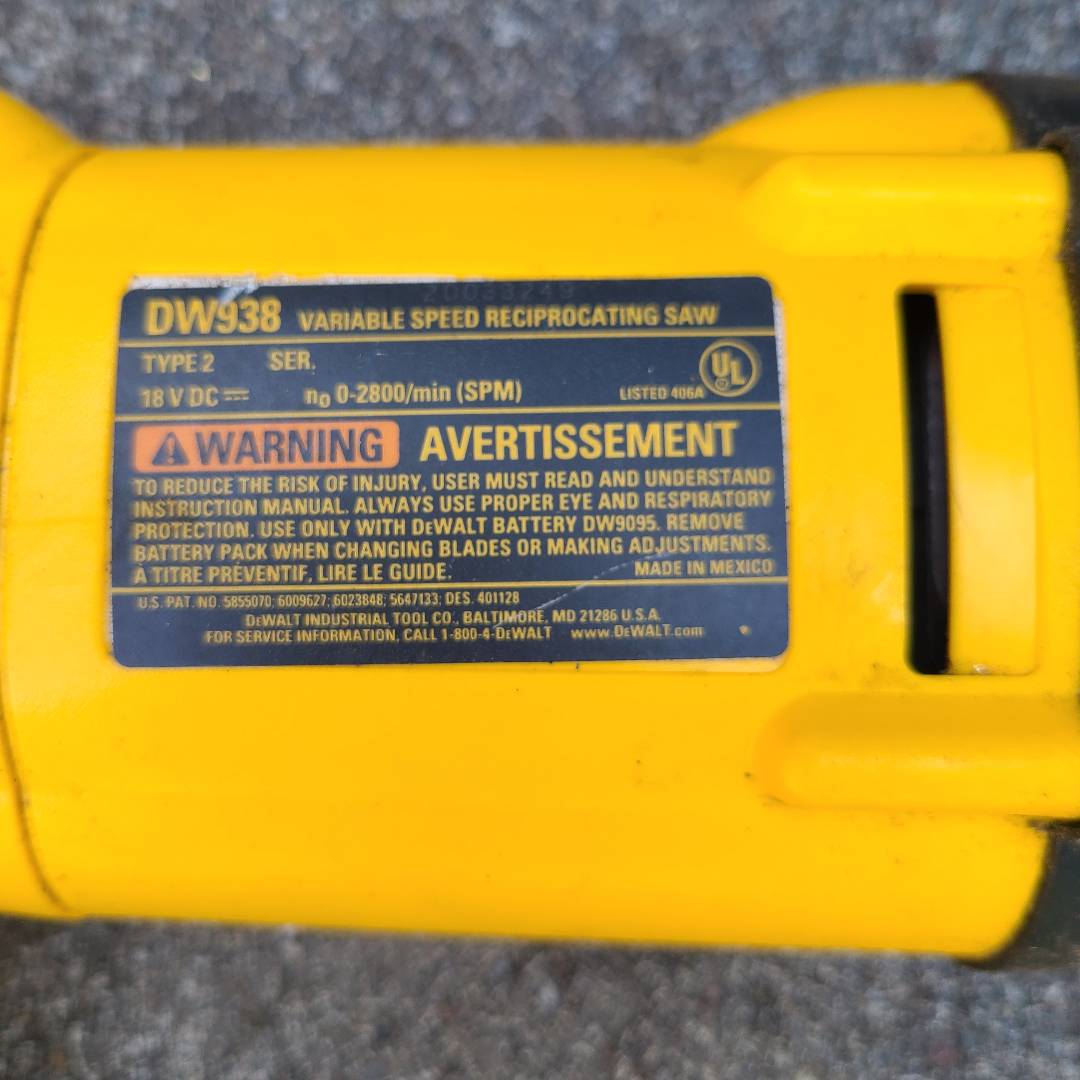 DW938 VARIABLE SPEED RECIPROCATING SAW
TYPE 2 SER.
18 V DC n0 0-2800/min (SPM) LISTED 406A UL
WARNING AVERTISSEMENT
TO REDUCE THE RISK OF INJURY, USER MUST READ AND UNDERSTAND
INSTRUCTION MANUAL. ALWAYS USE PROPER EYE AND RESPIRATORY
PROTECTION. USE ONLY WITH DEWALT BATTERY DW9095. REMOVE
BATTERY PACK WHEN CHANGING BLADES OR MAKING ADJUSTMENTS.
À TITRE PRÉVENTIF, LIRE LE GUIDE. MADE IN MEXICO
U.S. PAT. NO. 5855070; 6009627; 6023848; 5647133; DES. 401128
DEWALT INDUSTRIAL TOOL CO., BALTIMORE, MD 21286 U.S.A.
FOR SERVICE INFORMATION, CALL 1-800-4-DEWALT www.DEWALT.com